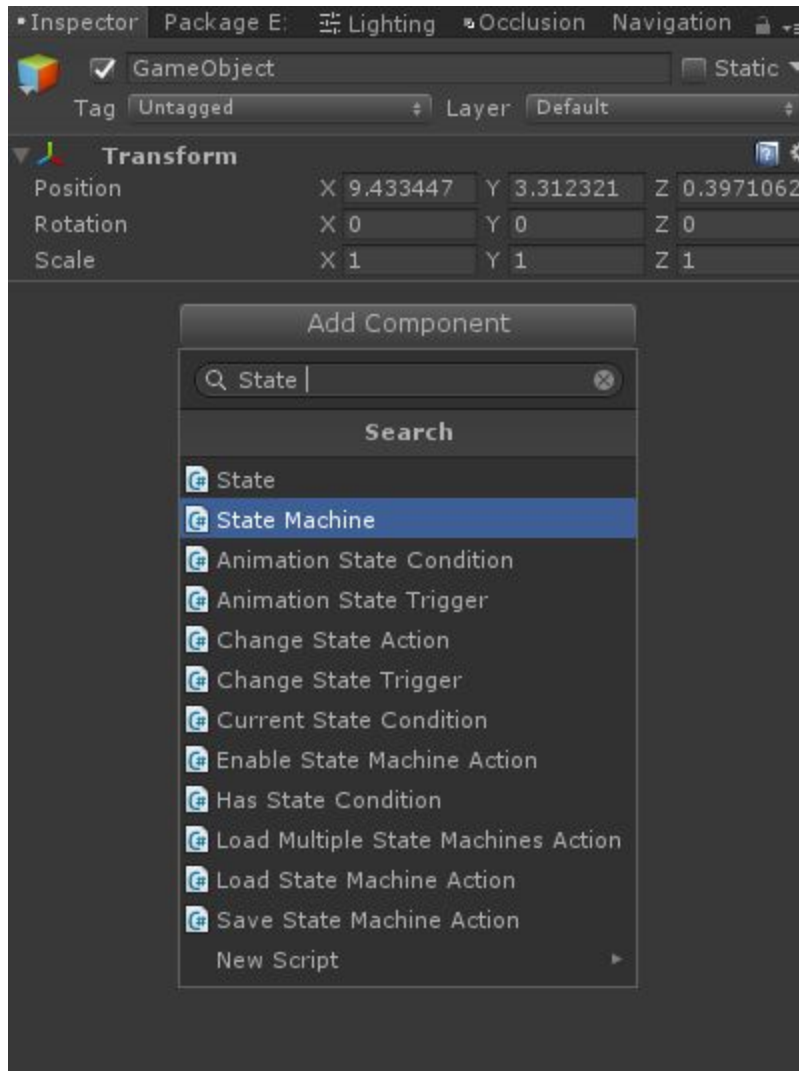 Inspector Package E: Lighting Occlusion Navigation
GameObject Static
Tag Untagged Layer Default
Transform
Position X 9.433447 Y 3.312321 Z 0.3971062
Rotation X 0 Y 0 Z 0
Scale X 1 Y 1 Z 1
Add Component
State
Search
State
State Machine
Animation State Condition
Animation State Trigger
Change State Action
Change State Trigger
Current State Condition
Enable State Machine Action
Has State Condition
Load Multiple State Machines Action
Load State Machine Action
Save State Machine Action
New Script